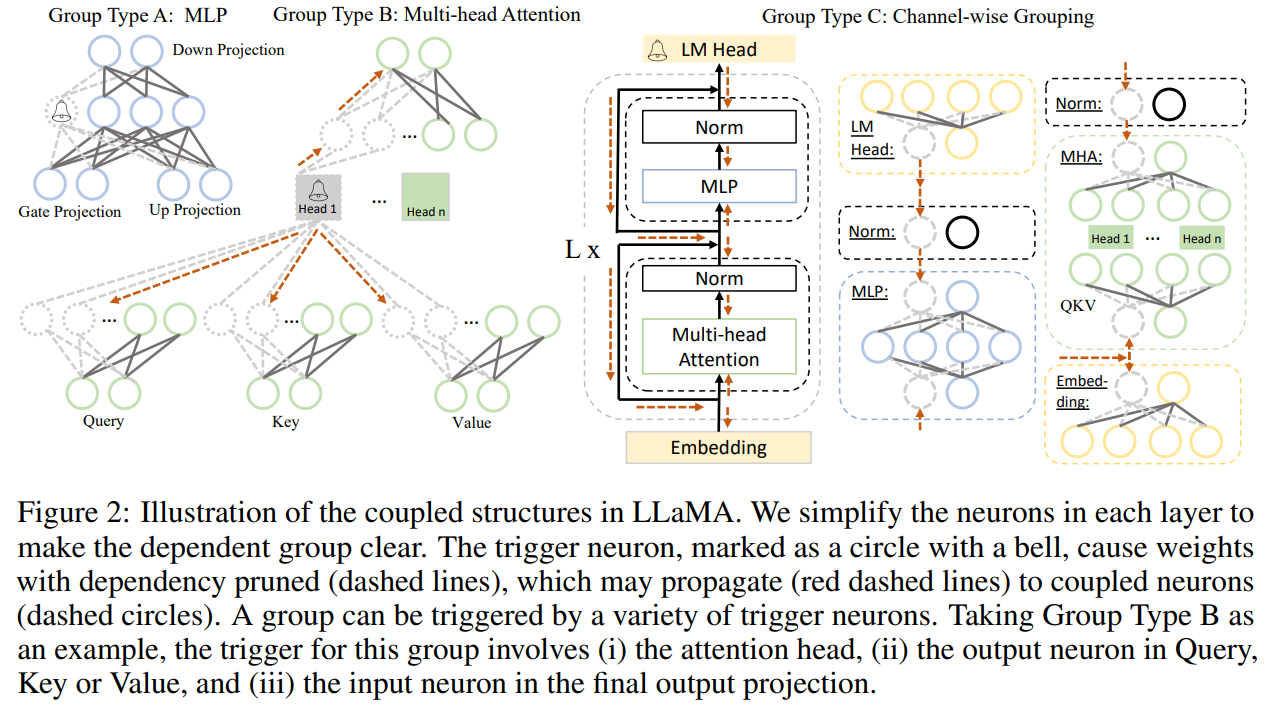 Group Type A: MLP
Down Projection
Gate Projection
Up Projection
Group Type B: Multi-head Attention
...
Head 1
...
Head n
...
...
...
Query
Key
Value
Group Type C: Channel-wise Grouping
LM Head
Norm
MLP
L x
Norm
Multi-head
Attention
Embedding
LM
Head:
Norm:
MLP:
Norm:
MHA:
Head 1
...
Head n
QKV
Embed-
ding:
Figure 2: Illustration of the coupled structures in LLaMA. We simplify the neurons in each layer to
make the dependent group clear. The trigger neuron, marked as a circle with a bell, cause weights
with dependency pruned (dashed lines), which may propagate (red dashed lines) to coupled neurons
(dashed circles). A group can be triggered by a variety of trigger neurons. Taking Group Type B as
an example, the trigger for this group involves (i) the attention head, (ii) the output neuron in Query,
Key or Value, and (iii) the input neuron in the final output projection.